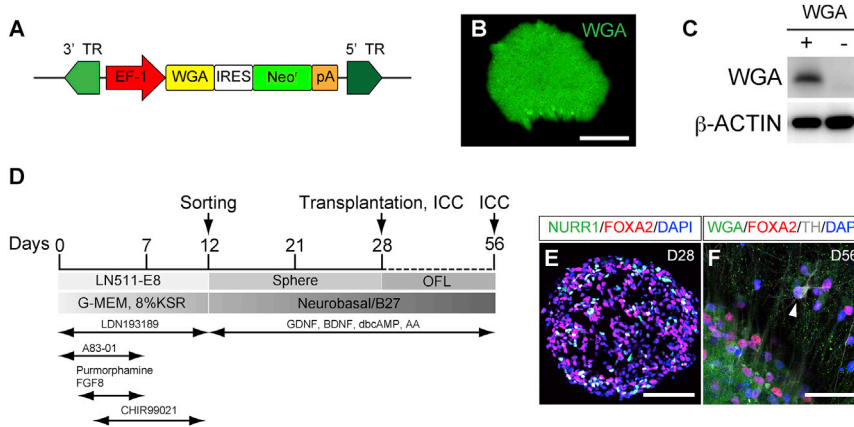 A
3' TR
5' TR
EF-1
WGA
IRES
Neoʳ
pA
B
WGA
C
WGA
+ -
WGA
β-ACTIN
D
Sorting
Transplantation, ICC
ICC
Days 0 7 12 21 28 56
LN511-E8
Sphere
OFL
G-MEM, 8%KSR
Neurobasal/B27
LDN193189
GDNF, BDNF, dbcAMP, AA
A83-01
Purmorphamine
FGF8
CHIR99021
NURR1/FOXA2/DAPI
E
D28
WGA/FOXA2/TH/DAPI
F
D56